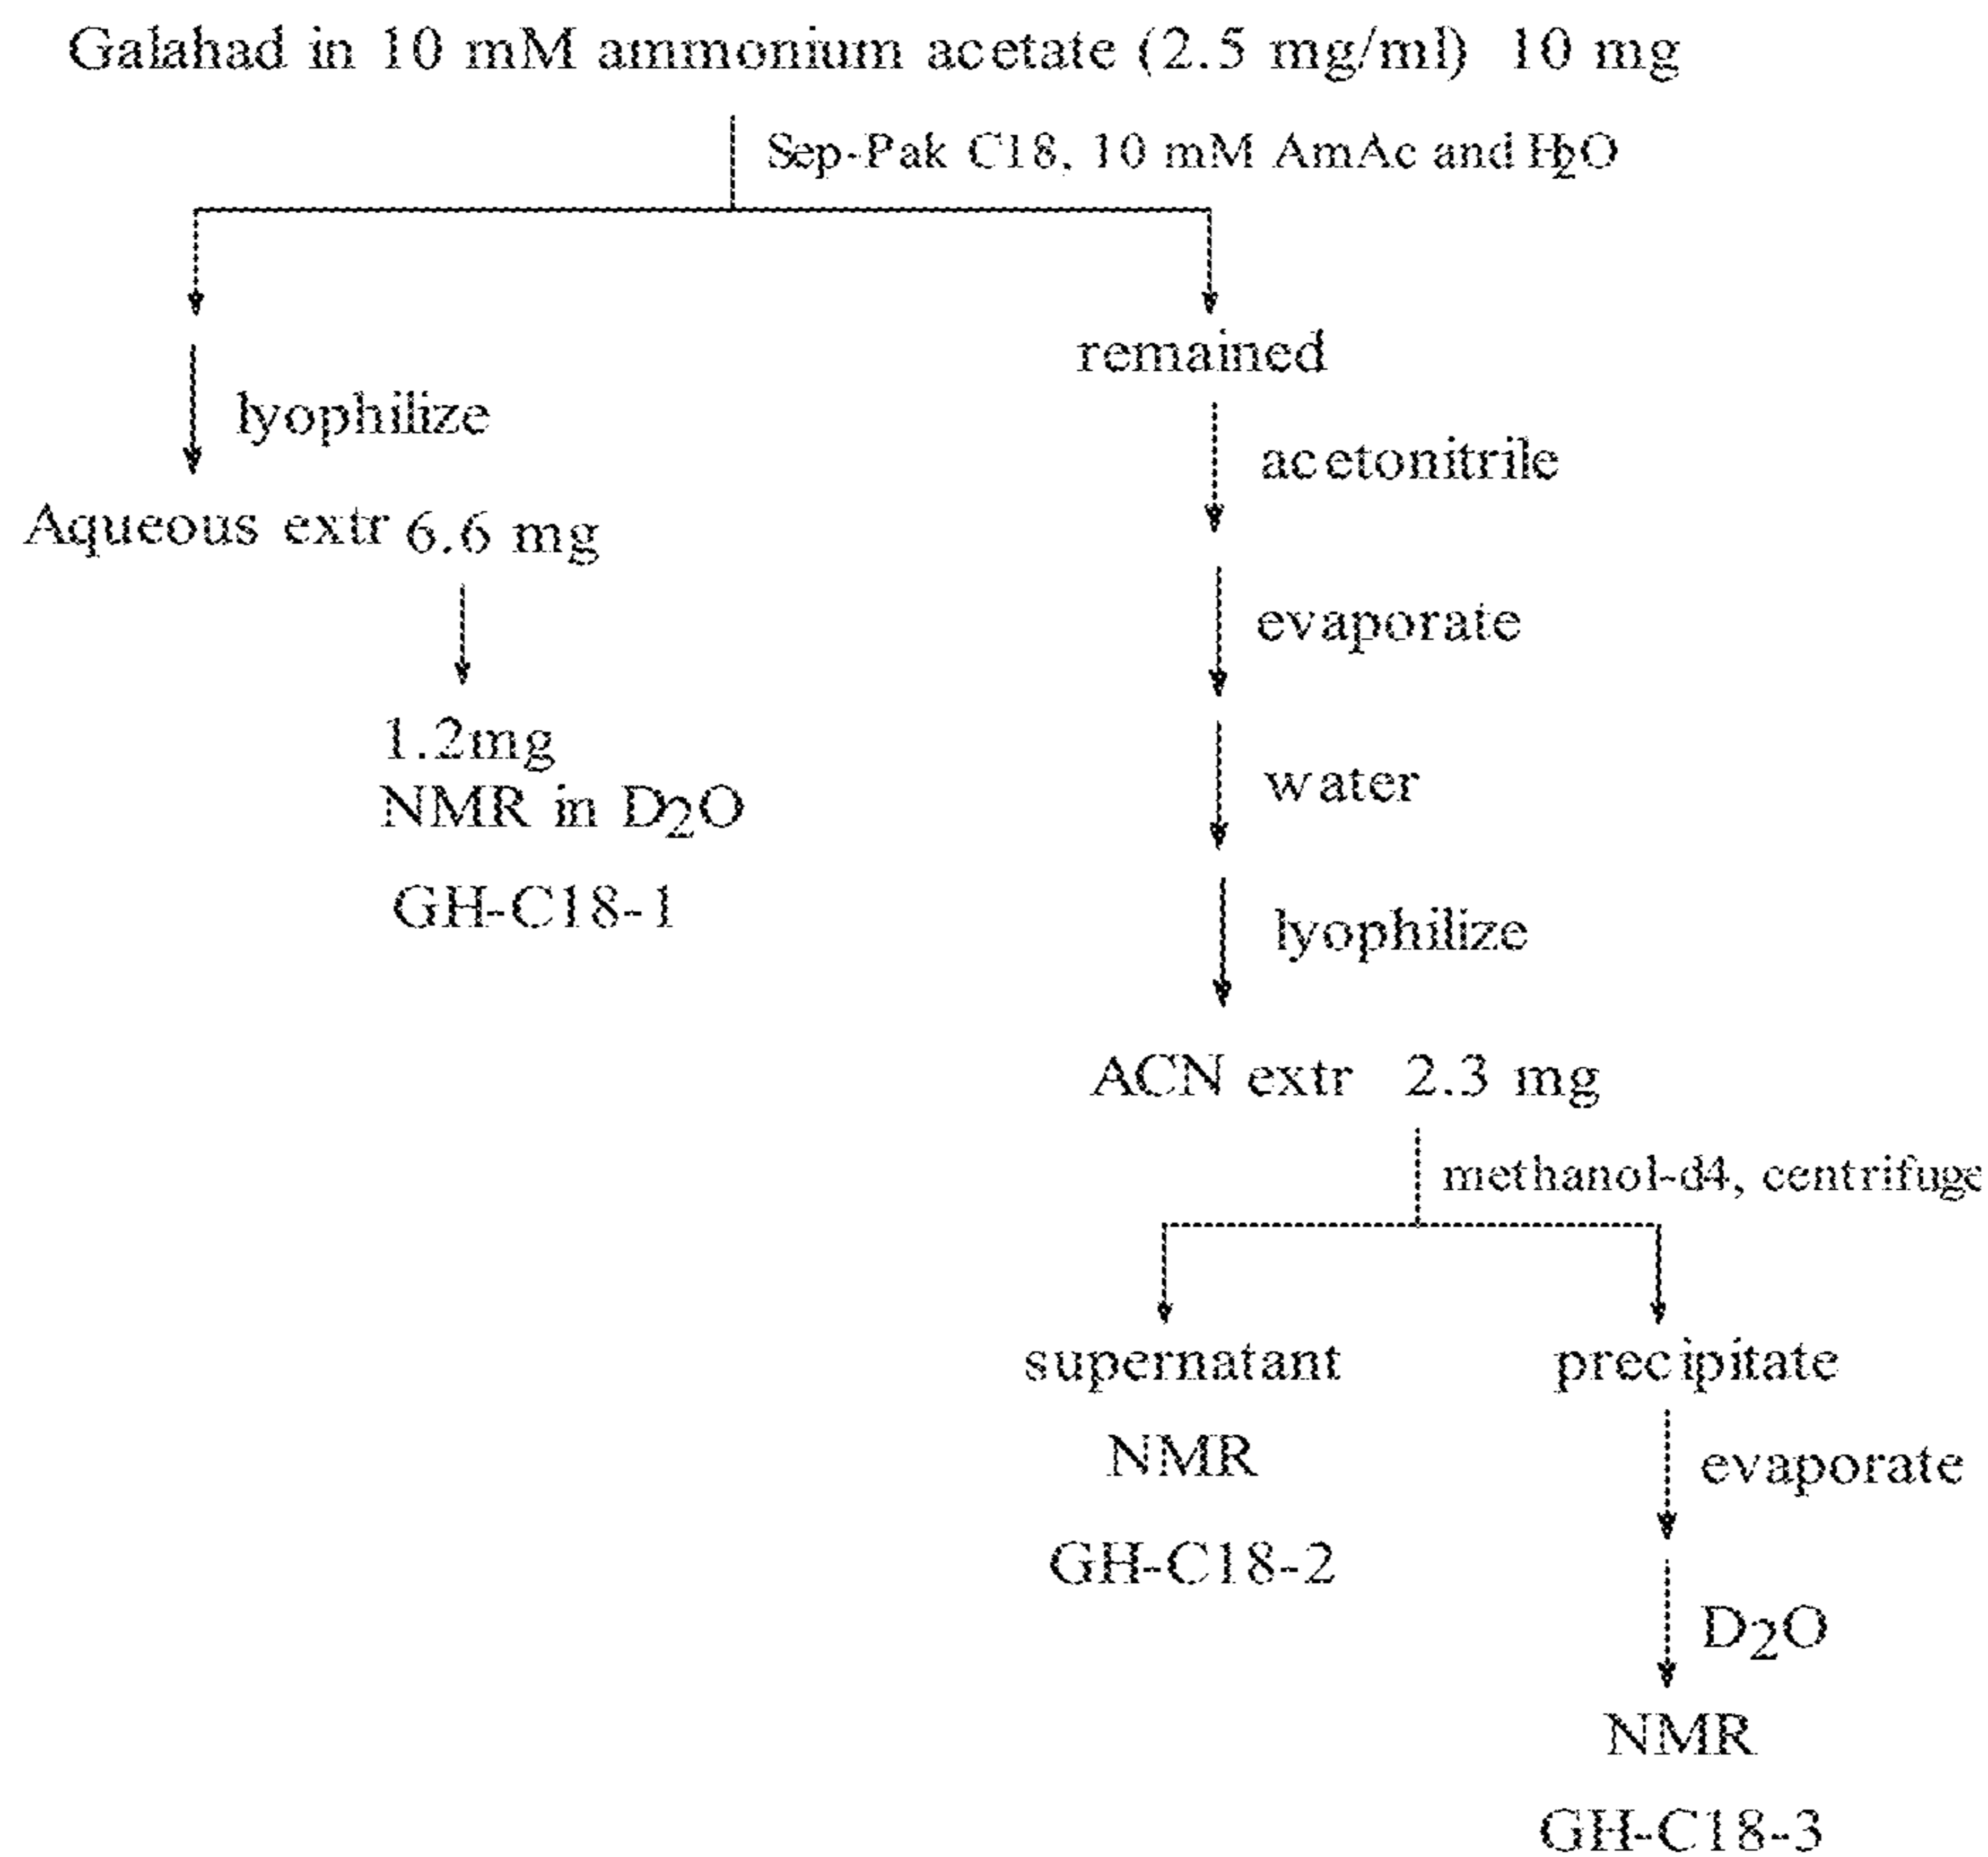 Galahad in 10 mM ammonium acetate (2.5 mg/ml) 10 mg
Sep-Pak C18, 10 mM AmAc and H2O
lyophilize
Aqueous extr 6.6 mg
1.2mg
NMR in D2O
GH-C18-1
remained
acetonitrile
evaporate
water
lyophilize
ACN extr 2.3 mg
methanol-d4, centrifuge
supernatant
NMR
GH-C18-2
precipitate
evaporate
D2O
NMR
GH-C18-3